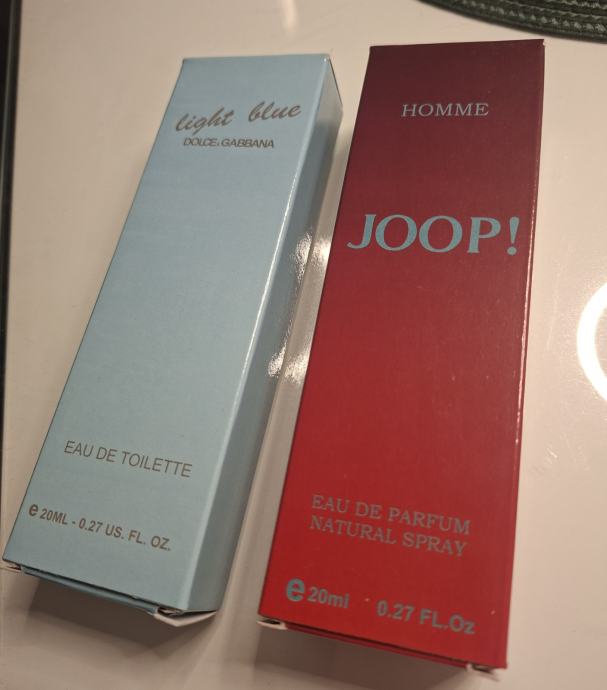 light blue
DOLCE & GABBANA
EAU DE TOILETTE
e 20ML - 0.27 US. FL. OZ.
HOMME
JOOP!
EAU DE PARFUM
NATURAL SPRAY
e 20ml 0.27 FL.Oz